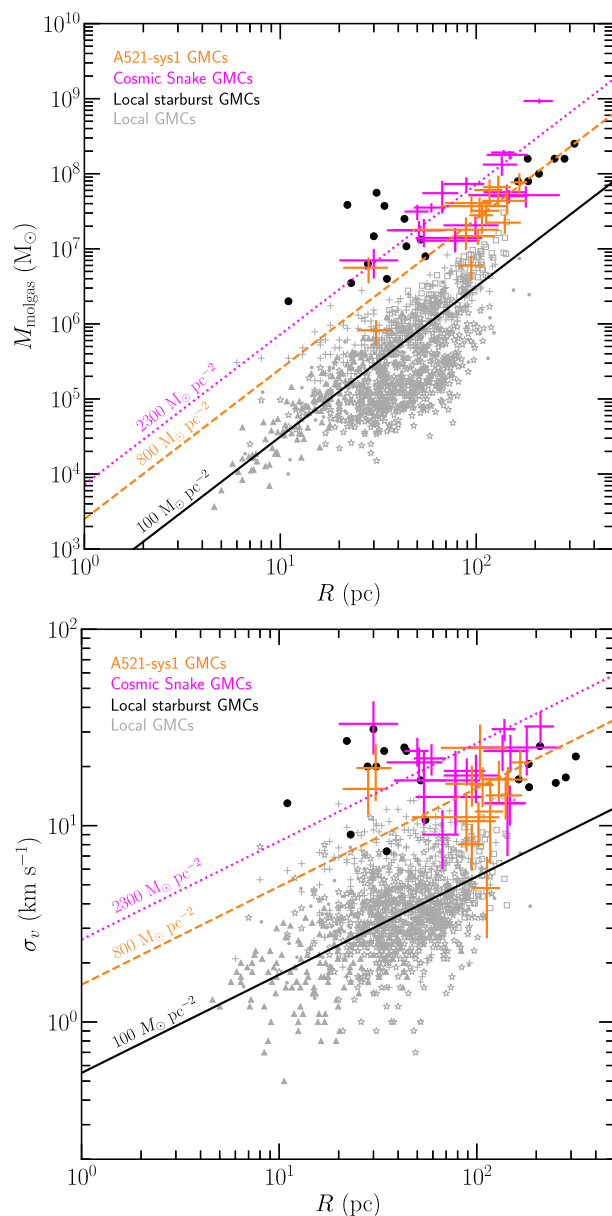 10^10
A521-sys1 GMCs
Cosmic Snake GMCs
Local starburst GMCs
Local GMCs
10^9
10^8
10^7
10^6
10^5
10^4
10^3
M_molgas (M_⊙)
2300 M_⊙ pc^−2
800 M_⊙ pc^−2
100 M_⊙ pc^−2
10^0 10^1 10^2
R (pc)
10^2
A521-sys1 GMCs
Cosmic Snake GMCs
Local starburst GMCs
Local GMCs
10^1
10^0
σ_v (km s^−1)
2300 M_⊙ pc^−2
800 M_⊙ pc^−2
100 M_⊙ pc^−2
10^0 10^1 10^2
R (pc)